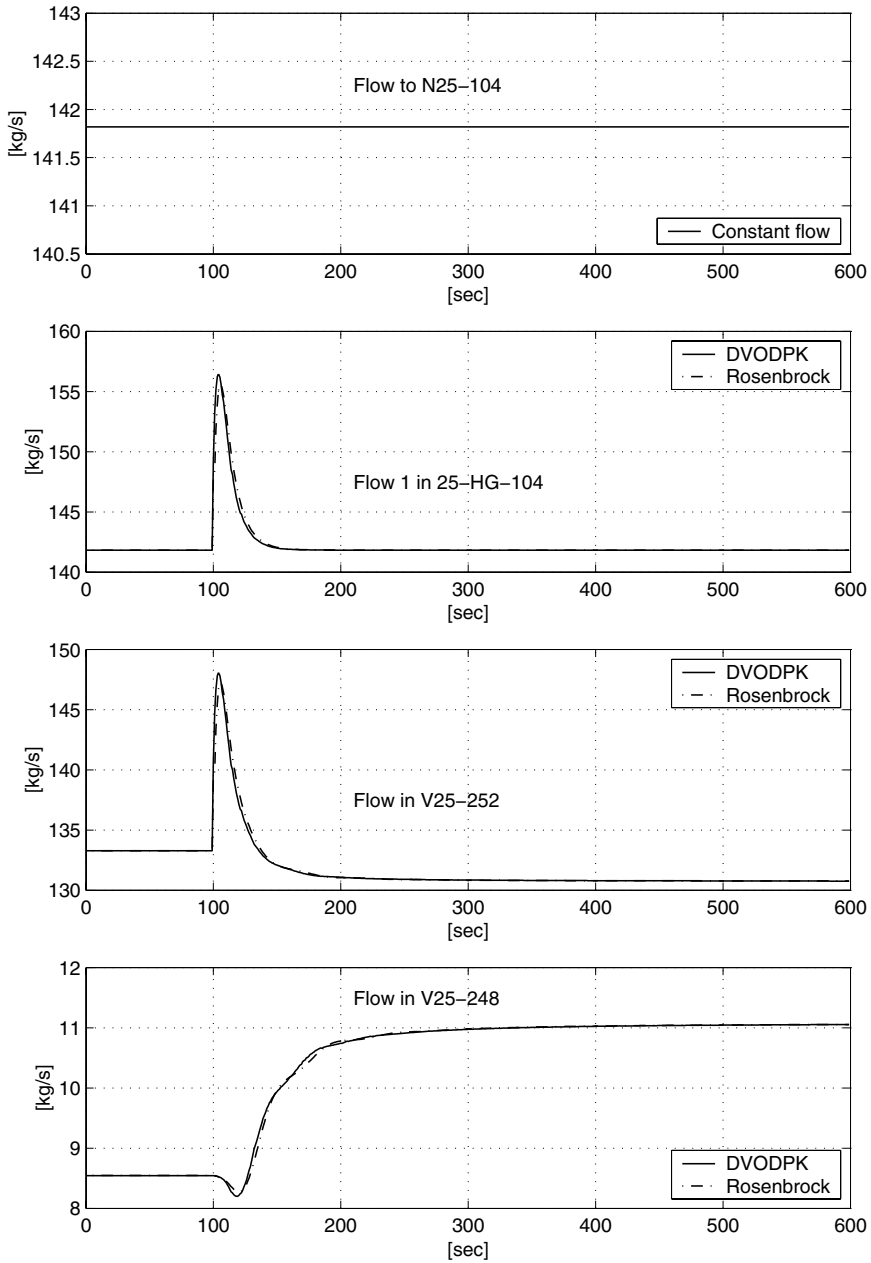 143
142.5
Flow to N25-104
142
[kg/s]
141.5
141
Constant flow
140.5
0 100 200 300 400 500 600
[sec]
160
DVODPK
Rosenbrock
155
[kg/s]
150
Flow 1 in 25-HG-104
145
140
0 100 200 300 400 500 600
[sec]
150
DVODPK
Rosenbrock
145
[kg/s]
140
Flow in V25-252
135
130
0 100 200 300 400 500 600
[sec]
12
Flow in V25-248
11
[kg/s]
10
9
DVODPK
Rosenbrock
8
0 100 200 300 400 500 600
[sec]